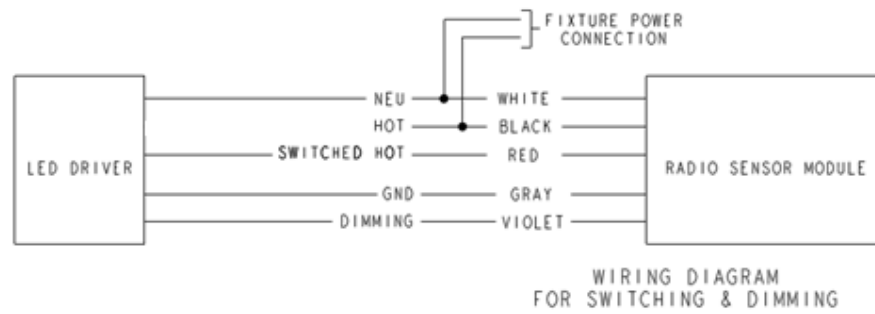 FIXTURE POWER
CONNECTION
NEU WHITE
HOT BLACK
SWITCHED HOT RED
LED DRIVER
RADIO SENSOR MODULE
GND GRAY
DIMMING VIOLET
WIRING DIAGRAM
FOR SWITCHING & DIMMING